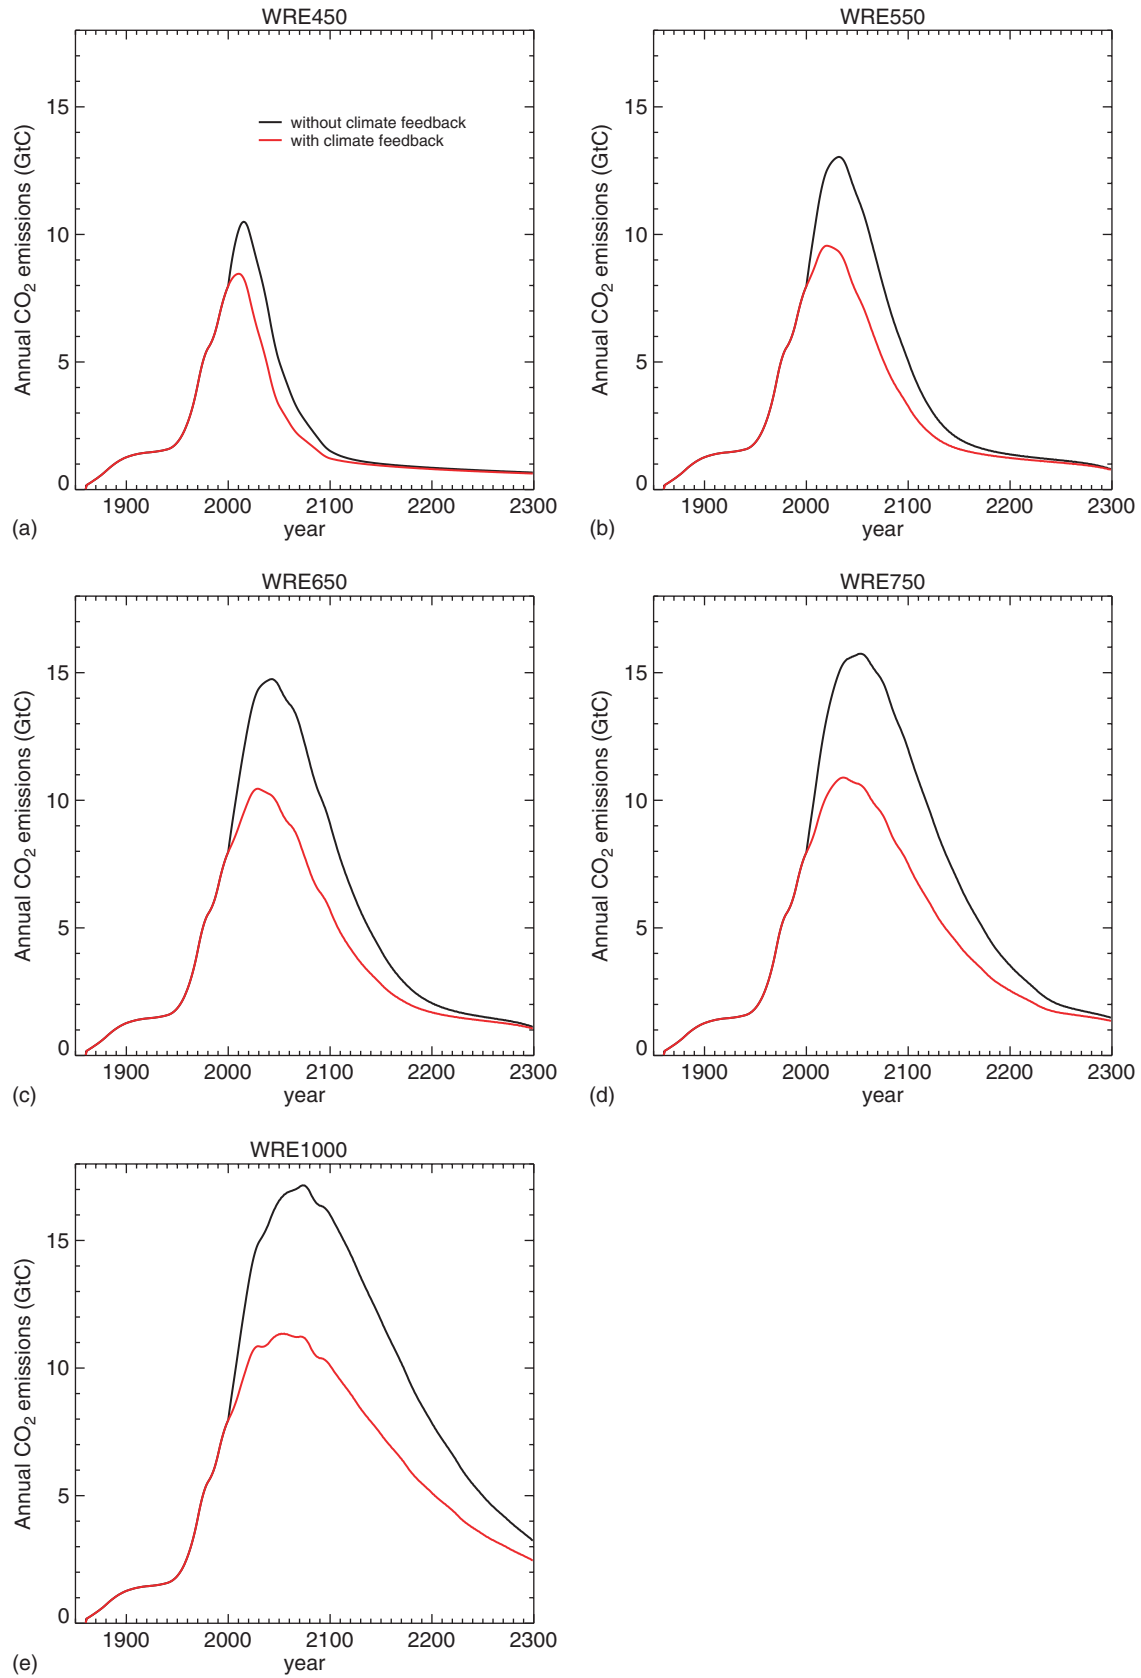 WRE450
Annual CO2 emissions (GtC)
15
10
5
0
without climate feedback
with climate feedback
1900 2000 2100 2200 2300
year
(a)
WRE550
Annual CO2 emissions (GtC)
15
10
5
0
1900 2000 2100 2200 2300
year
(b)
WRE650
Annual CO2 emissions (GtC)
15
10
5
0
1900 2000 2100 2200 2300
year
(c)
WRE750
Annual CO2 emissions (GtC)
15
10
5
0
1900 2000 2100 2200 2300
year
(d)
WRE1000
Annual CO2 emissions (GtC)
15
10
5
0
1900 2000 2100 2200 2300
year
(e)